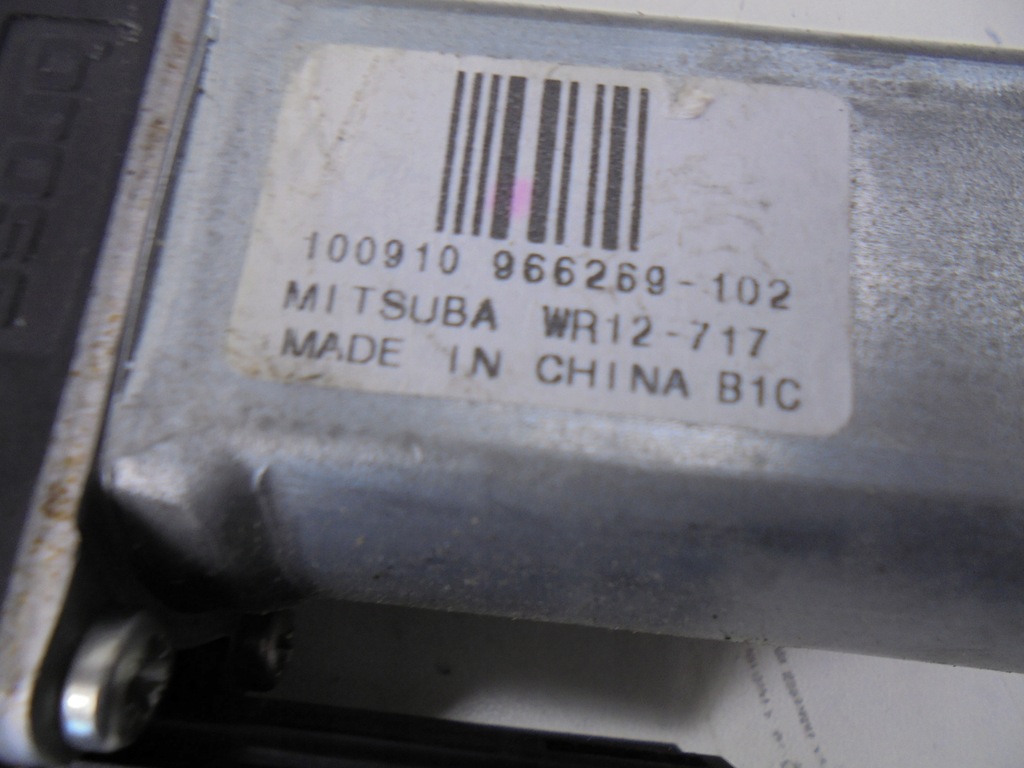 100910 966269-102
MITSUBA WR12-717
MADE IN CHINA B1C